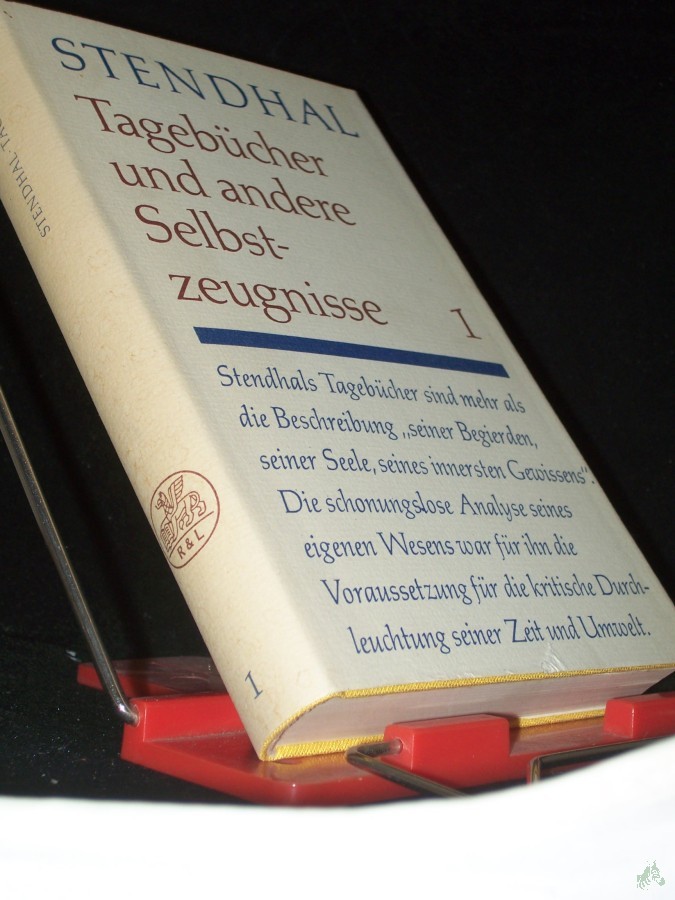 STENDHAL
Tagebücher
und andere
Selbst-
zeugnisse 1
Stendhals Tagebücher sind mehr als
die Beschreibung „seiner Begierden,
seiner Seele, seines innersten Gewissens“.
Die schonungslose Analyse seines
eigenen Wesens war für ihn die
Voraussetzung für die kritische Durch-
leuchtung seiner Zeit und Umwelt.
STENDHAL · TAG
R & L
1